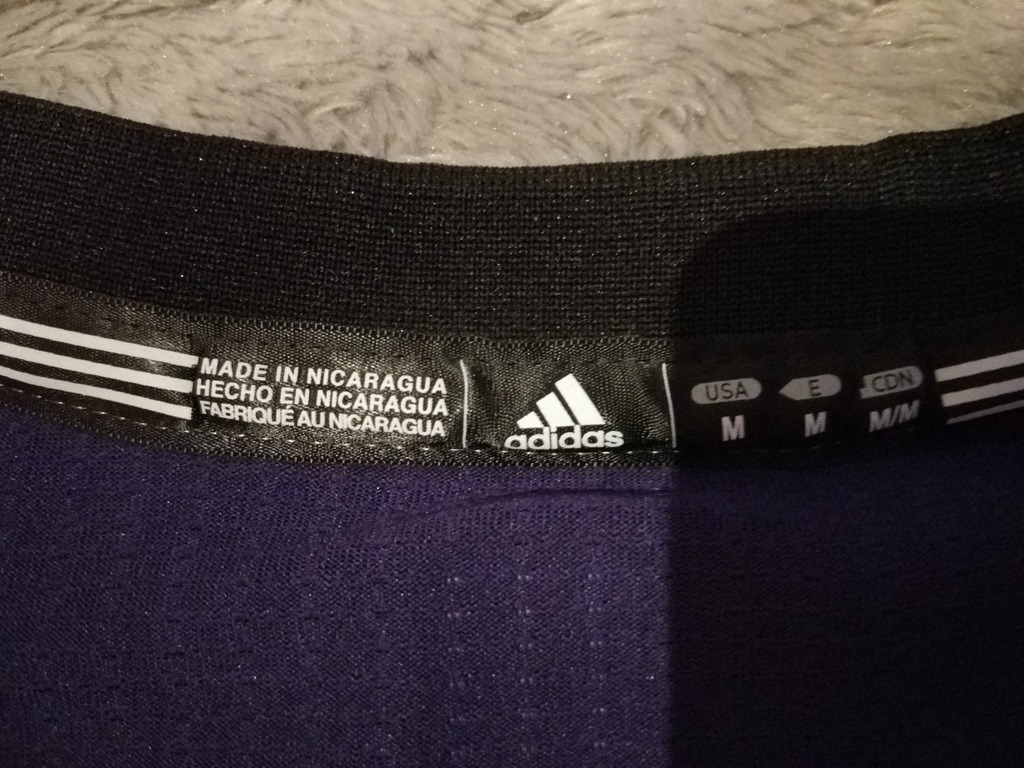 MADE IN NICARAGUA
HECHO EN NICARAGUA
FABRIQUÉ AU NICARAGUA
adidas
USA E CDN
M M M/M